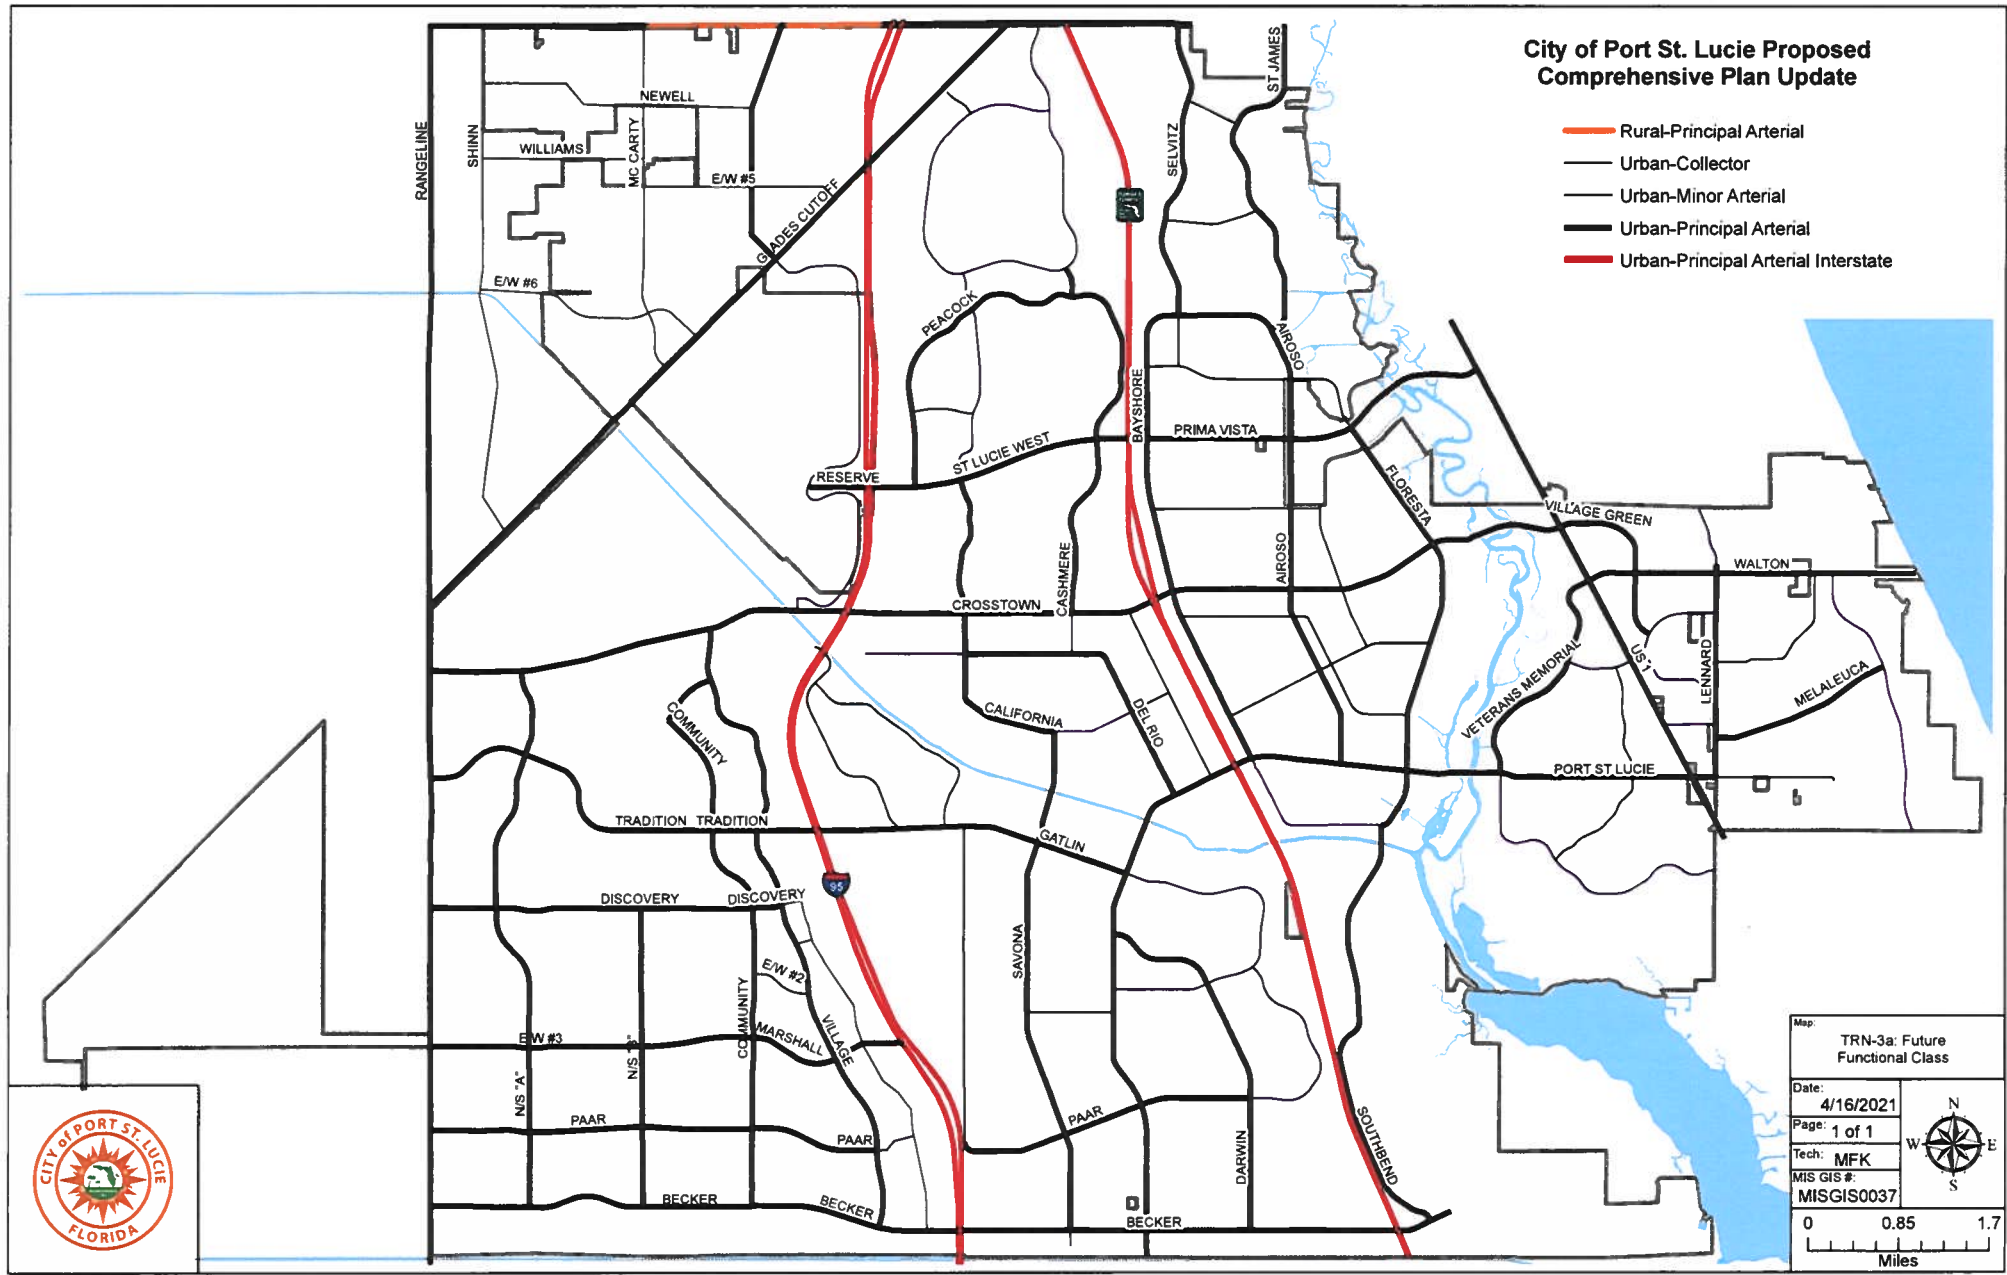 City of Port St. Lucie Proposed
Comprehensive Plan Update
Rural-Principal Arterial
Urban-Collector
Urban-Minor Arterial
Urban-Principal Arterial
Urban-Principal Arterial Interstate
ST JAMES
NEWELL
RANGELINE
SHINN
WILLIAMS
MC CARTY
E/W #5
SELVITZ
GLADES CUTOFF
E/W #6
PEACOCK
AIROSO
BAYSHORE
PRIMA VISTA
ST LUCIE WEST
RESERVE
FLORESTA
VILLAGE GREEN
CASHMERE
AIROSO
WALTON
CROSSTOWN
US 1
LENNARD
VETERANS MEMORIAL
MELALEUCA
COMMUNITY
CALIFORNIA
DEL RIO
PORT ST LUCIE
TRADITION
TRADITION
GATLIN
95
DISCOVERY
DISCOVERY
SAVONA
E/W #2
COMMUNITY
VILLAGE
MARSHALL
E/W #3
N/S "B"
N/S "A"
PAAR
PAAR
PAAR
DARWIN
SOUTHBEND
BECKER
BECKER
BECKER
CITY of PORT ST. LUCIE
FLORIDA
Map:
TRN-3a: Future
Functional Class
Date:
4/16/2021
Page: 1 of 1
Tech: MFK
MIS GIS #:
MISGIS0037
N
W
E
S
0 0.85 1.7
Miles